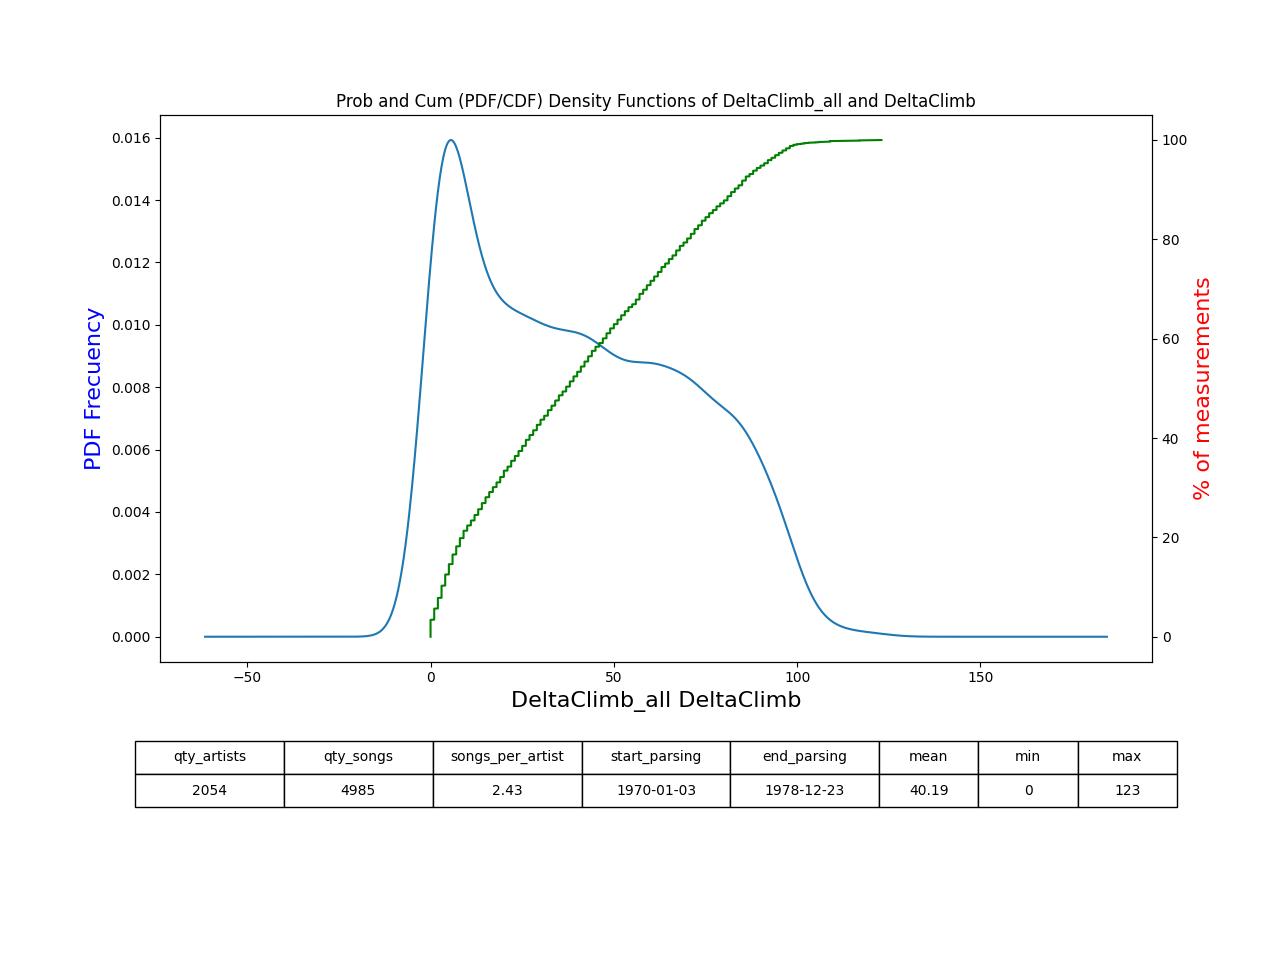 Prob and Cum (PDF/CDF) Density Functions of DeltaClimb_all and DeltaClimb
PDF Frecuency
0.016
0.014
0.012
0.010
0.008
0.006
0.004
0.002
0.000
100
80
60
40
20
0
% of measurements
−50 0 50 100 150
DeltaClimb_all DeltaClimb
qty_artists qty_songs songs_per_artist start_parsing end_parsing mean min max
2054 4985 2.43 1970-01-03 1978-12-23 40.19 0 123